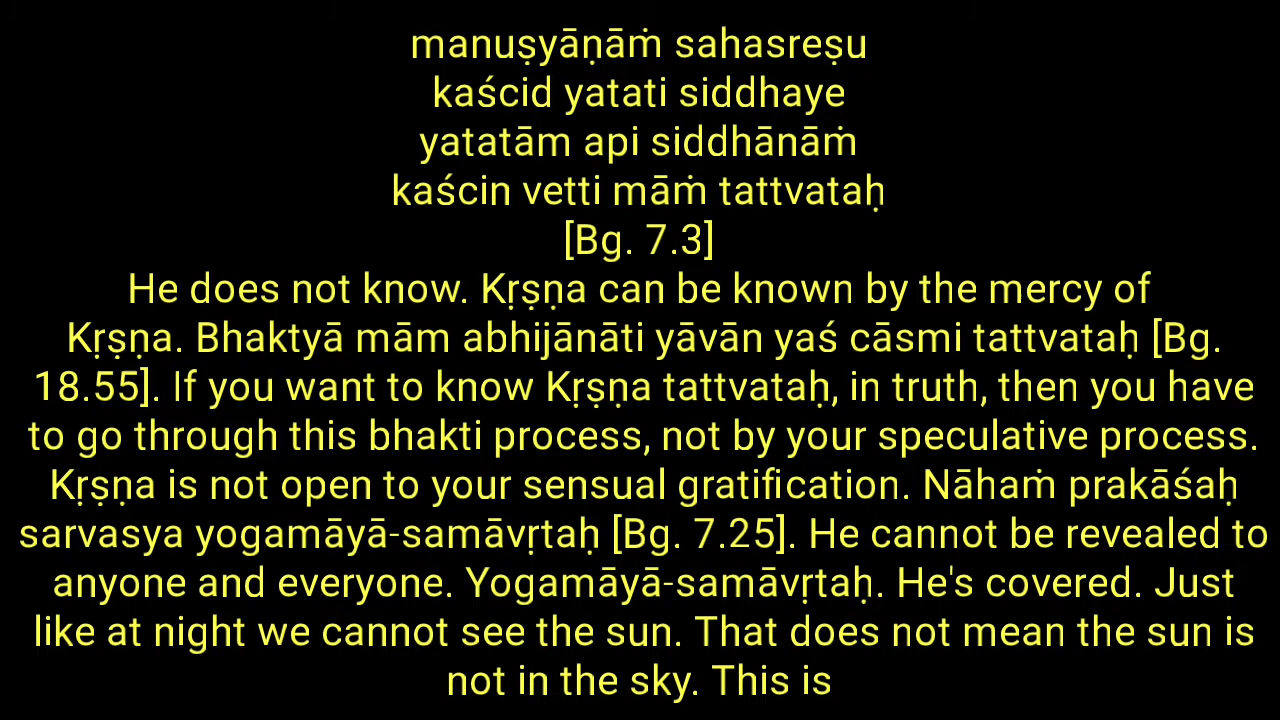 manuṣyāṇāṁ sahasreṣu
kaścid yatati siddhaye
yatatām api siddhānāṁ
kaścin vetti māṁ tattvataḥ
[Bg. 7.3]
He does not know. Kṛṣṇa can be known by the mercy of
Kṛṣṇa. Bhaktyā mām abhijānāti yāvān yaś cāsmi tattvataḥ [Bg.
18.55]. If you want to know Kṛṣṇa tattvataḥ, in truth, then you have
to go through this bhakti process, not by your speculative process.
Kṛṣṇa is not open to your sensual gratification. Nāhaṁ prakāśaḥ
sarvasya yogamāyā-samāvṛtaḥ [Bg. 7.25]. He cannot be revealed to
anyone and everyone. Yogamāyā-samāvṛtaḥ. He's covered. Just
like at night we cannot see the sun. That does not mean the sun is
not in the sky. This is